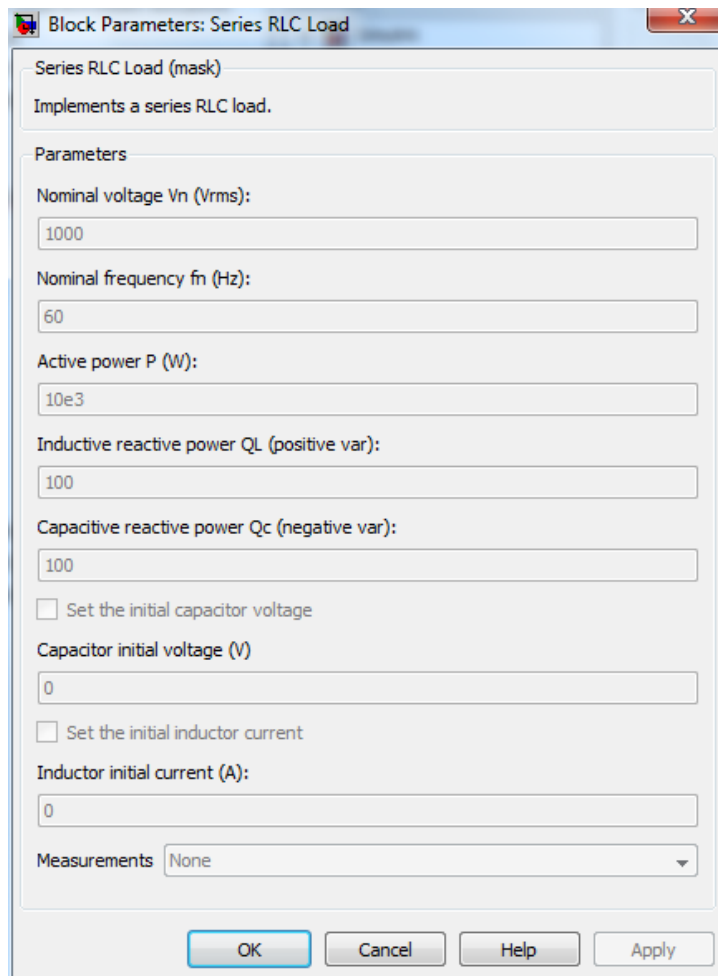 Block Parameters: Series RLC Load
Series RLC Load (mask)
Implements a series RLC load.
Parameters
Nominal voltage Vn (Vrms):
1000
Nominal frequency fn (Hz):
60
Active power P (W):
10e3
Inductive reactive power QL (positive var):
100
Capacitive reactive power Qc (negative var):
100
Set the initial capacitor voltage
Capacitor initial voltage (V)
0
Set the initial inductor current
Inductor initial current (A):
0
Measurements None
OK Cancel Help Apply